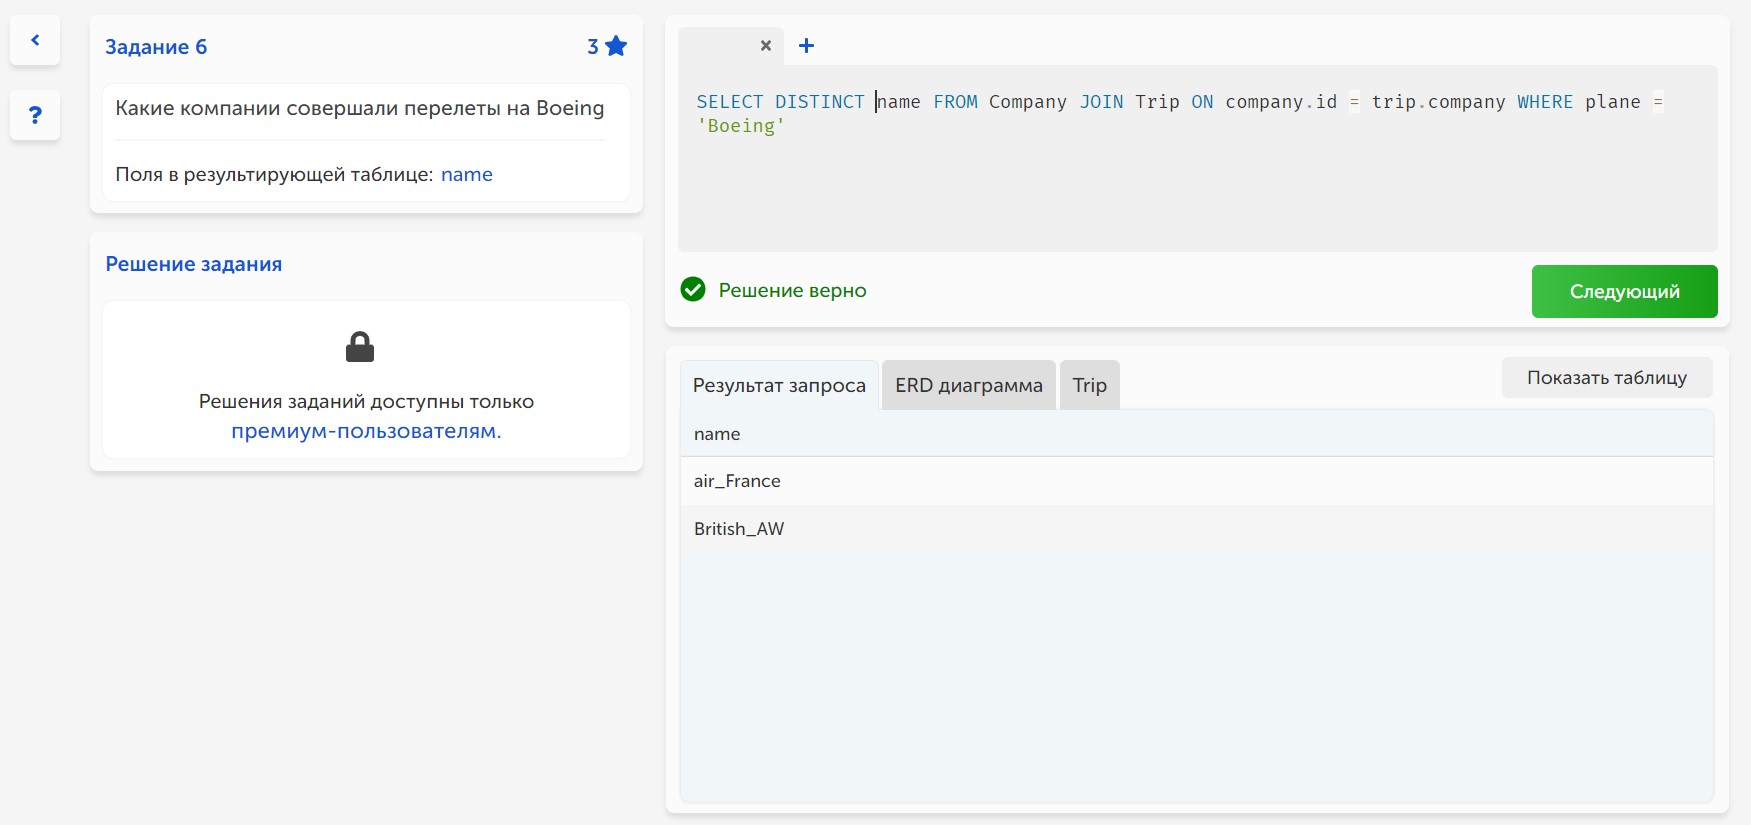 Задание 6
3
Какие компании совершали перелеты на Boeing
Поля в результирующей таблице: name
Решение задания
Решения заданий доступны только
премиум-пользователям.
SELECT DISTINCT name FROM Company JOIN Trip ON company.id = trip.company WHERE plane =
'Boeing'
Решение верно
Следующий
Результат запроса
ERD диаграмма
Trip
Показать таблицу
name
air_France
British_AW